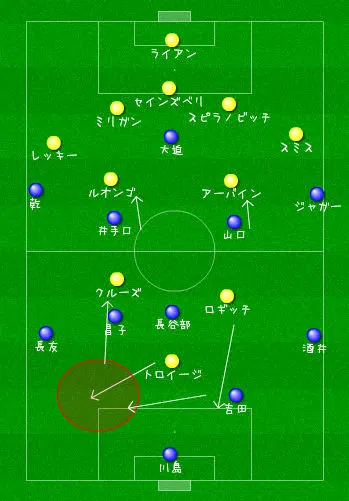 ライアン
セインズベリ
ミリガン
スピラノビッチ
大迫
スミス
レッキー
ルオンゴ
アーバイン
乾
ジャガー
井手口
山口
クルーズ
ロギッチ
昌子
長谷部
長友
酒井
トロイージ
吉田
川島